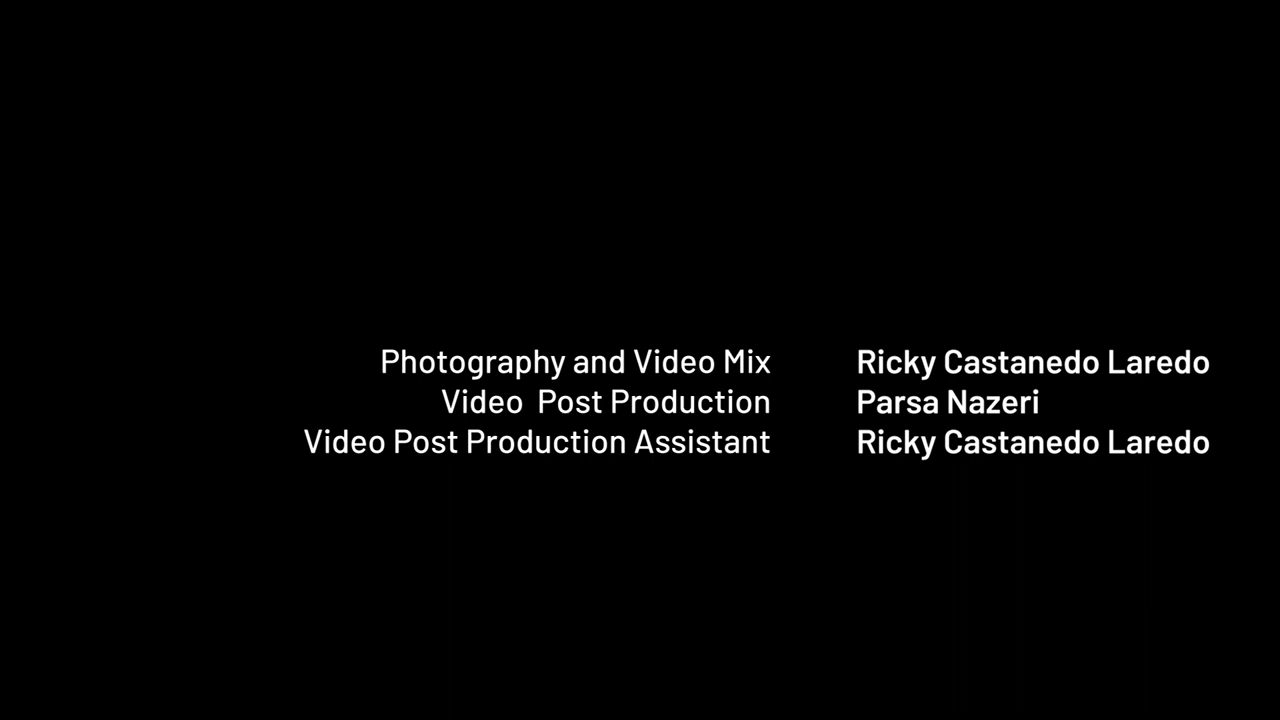 Photography and Video Mix Ricky Castanedo Laredo
Video  Post Production Parsa Nazeri
Video Post Production Assistant Ricky Castanedo Laredo